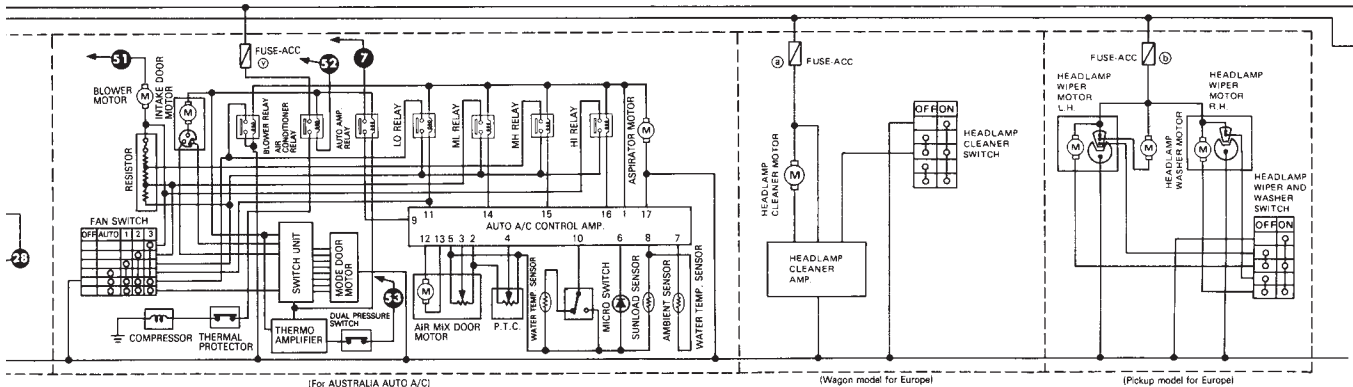 51
BLOWER
MOTOR
M
INTAKE DOOR
MOTOR
M
FUSE-ACC
v
52
7
BLOWER RELAY
AIR
CONDITIONER
RELAY
AUTO AMP.
RELAY
LO RELAY
ML RELAY
MH RELAY
HI RELAY
ASPIRATOR MOTOR
M
RESISTOR
FAN SWITCH
OFF AUTO 1 2 3
28
9 11 14 15 16 1 17
AUTO A/C CONTROL AMP.
12 13 5 3 2 4 10 6 8 7
SWITCH UNIT
MODE DOOR
MOTOR
53
M
AIR MIX DOOR
MOTOR
P.T.C.
WATER TEMP. SENSOR
MICRO SWITCH
SUNLOAD SENSOR
AMBIENT SENSOR
WATER TEMP. SENSOR
COMPRESSOR
THERMAL
PROTECTOR
THERMO
AMPLIFIER
DUAL PRESSURE
SWITCH
(For AUSTRALIA AUTO A/C)
a
FUSE-ACC
HEADLAMP
CLEANER MOTOR
M
OFF ON
HEADLAMP
CLEANER
SWITCH
HEADLAMP
CLEANER
AMP.
(Wagon model for Europe)
FUSE-ACC
b
HEADLAMP
WIPER
MOTOR
L.H.
M
HEADLAMP
WIPER
MOTOR
R.H.
M
M
HEADLAMP
WASHER MOTOR
HEADLAMP
WIPER AND
WASHER
SWITCH
OFF ON
(Pickup model for Europe)